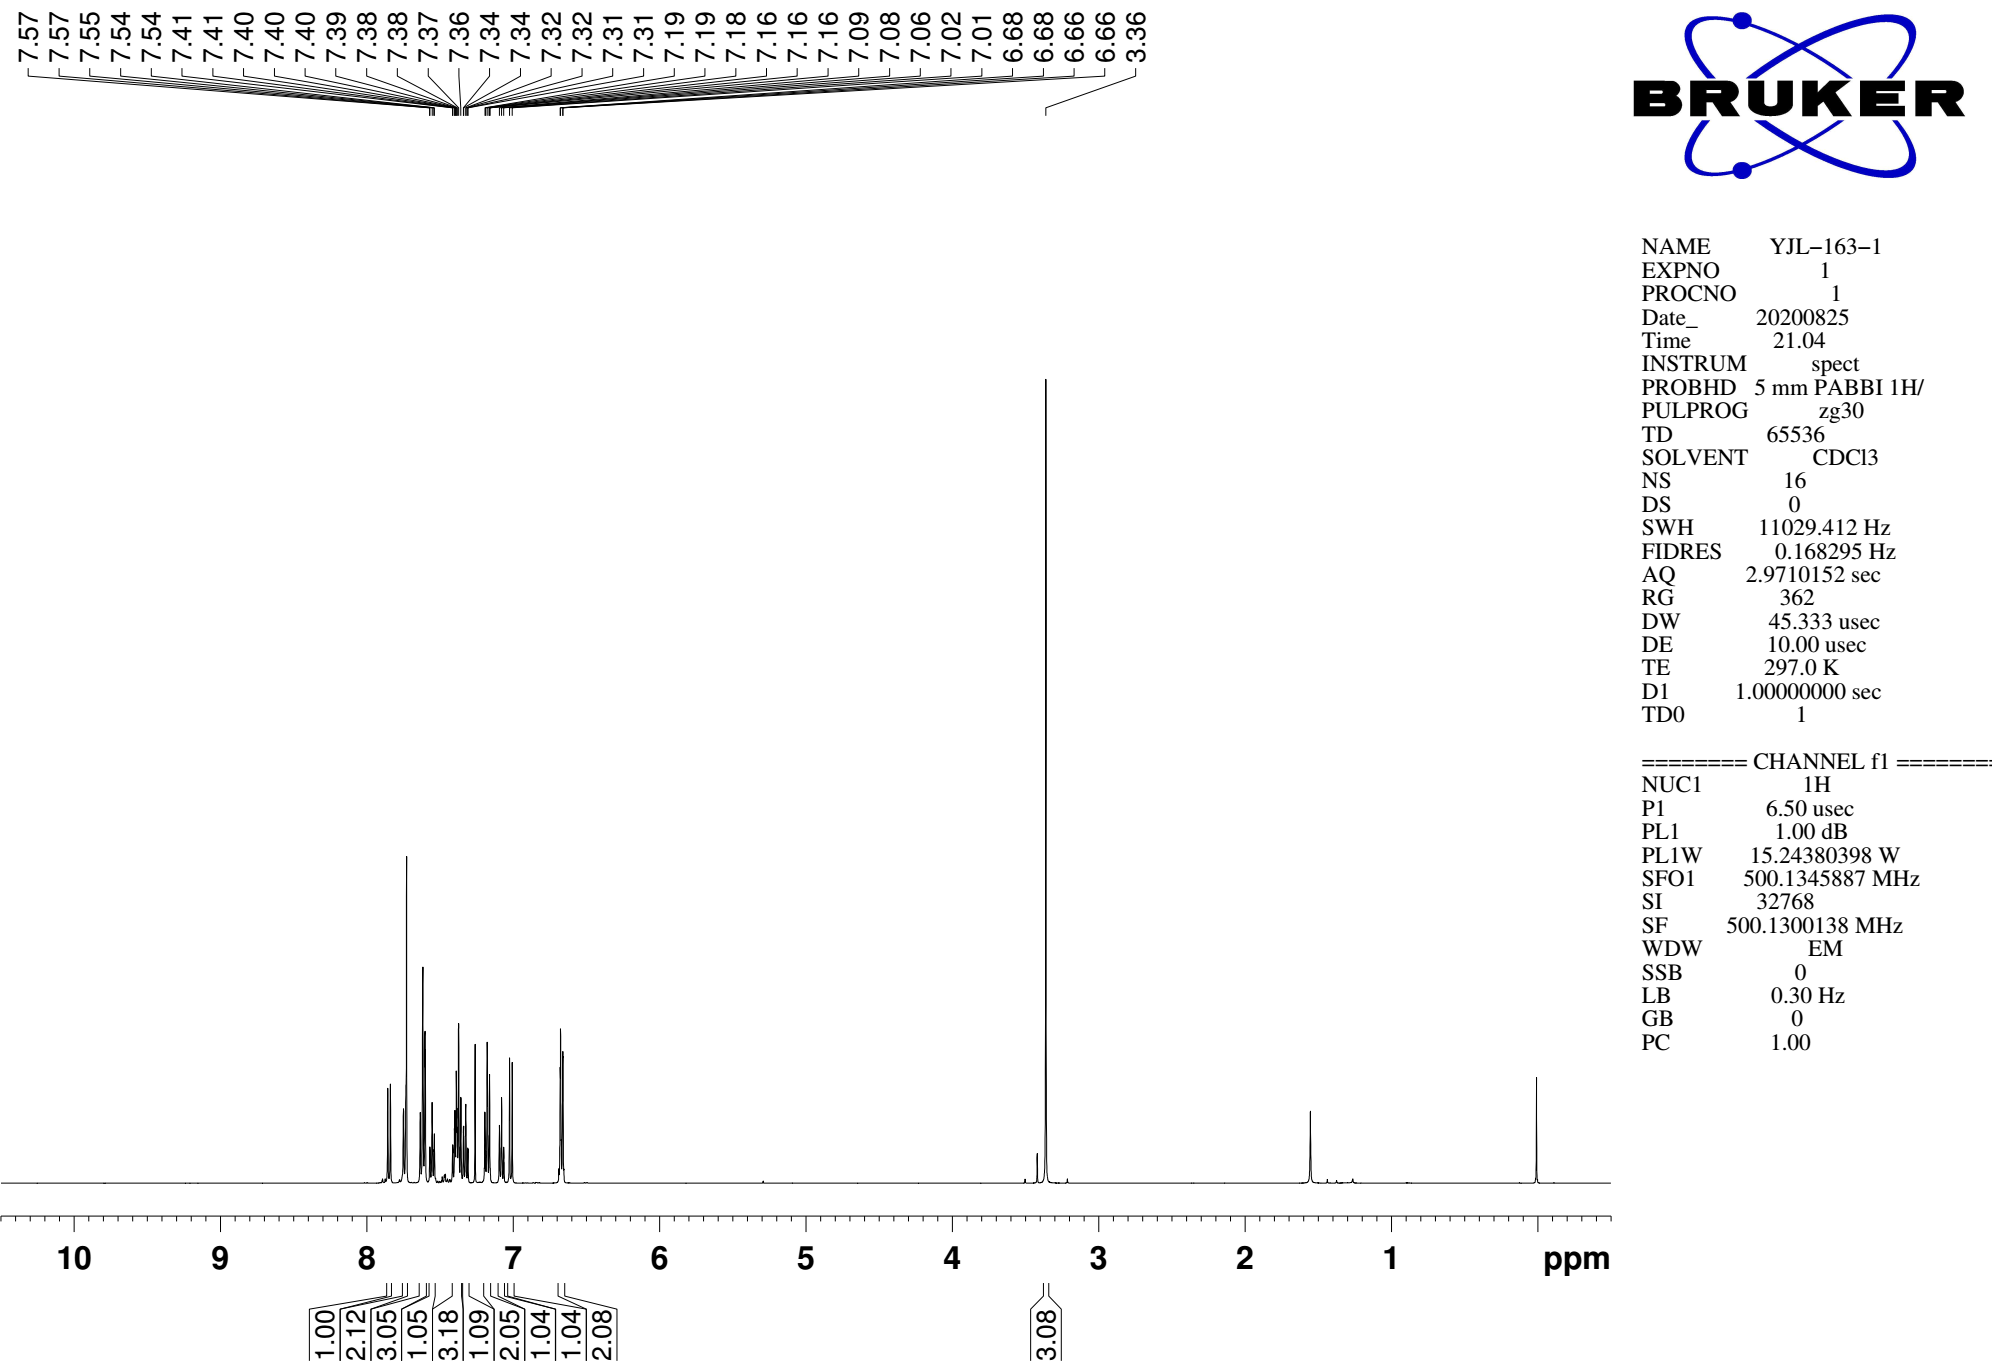 7.57
7.57
7.55
7.54
7.54
7.41
7.41
7.40
7.40
7.40
7.39
7.38
7.38
7.37
7.36
7.34
7.34
7.32
7.32
7.31
7.31
7.19
7.19
7.18
7.16
7.16
7.16
7.09
7.08
7.06
7.02
7.01
6.68
6.68
6.66
6.66
3.36
BRUKER
NAME YJL-163-1
EXPNO 1
PROCNO 1
Date_ 20200825
Time 21.04
INSTRUM spect
PROBHD 5 mm PABBI 1H/
PULPROG zg30
TD 65536
SOLVENT CDCl3
NS 16
DS 0
SWH 11029.412 Hz
FIDRES 0.168295 Hz
AQ 2.9710152 sec
RG 362
DW 45.333 usec
DE 10.00 usec
TE 297.0 K
D1 1.00000000 sec
TD0 1
======== CHANNEL f1 ========
NUC1 1H
P1 6.50 usec
PL1 1.00 dB
PL1W 15.24380398 W
SFO1 500.1345887 MHz
SI 32768
SF 500.1300138 MHz
WDW EM
SSB 0
LB 0.30 Hz
GB 0
PC 1.00
10 9 8 7 6 5 4 3 2 1 ppm
1.00
2.12
3.05
1.05
3.18
1.09
2.05
1.04
1.04
2.08
3.08